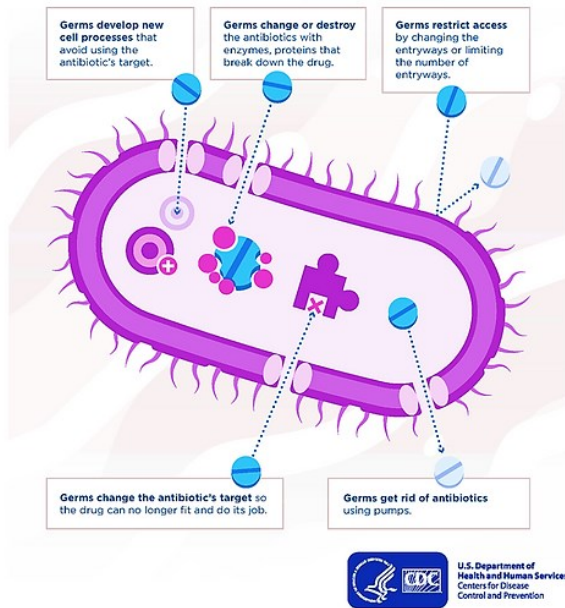 Germs develop new
cell processes that
avoid using the
antibiotic's target.
Germs change or destroy
the antibiotics with
enzymes, proteins that
break down the drug.
Germs restrict access
by changing the
entryways or limiting
the number of
entryways.
Germs change the antibiotic's target so
the drug can no longer fit and do its job.
Germs get rid of antibiotics
using pumps.
CDC
U.S. Department of
Health and Human Services
Centers for Disease
Control and Prevention